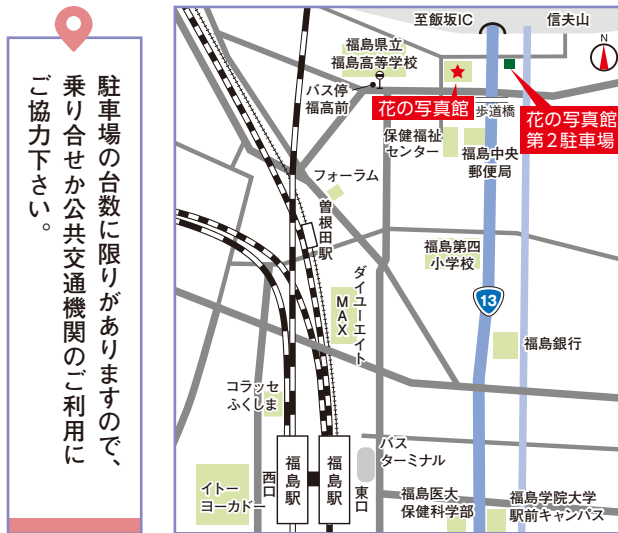 駐車場の台数に限りがありますので、
乗り合せか公共交通機関のご利用に
ご協力下さい。
至飯坂IC
信夫山
N
福島県立
福島高等学校
バス停
福高前
花の写真館
歩道橋
花の写真館
第2駐車場
保健福祉
センター
福島中央
郵便局
フォーラム
曽根田駅
福島第四
小学校
ダイユーエイト
MAX
13
福島銀行
コラッセ
ふくしま
バス
ターミナル
西口
福島駅
福島駅
東口
イトー
ヨーカドー
福島医大
保健科学部
福島学院大学
駅前キャンパス